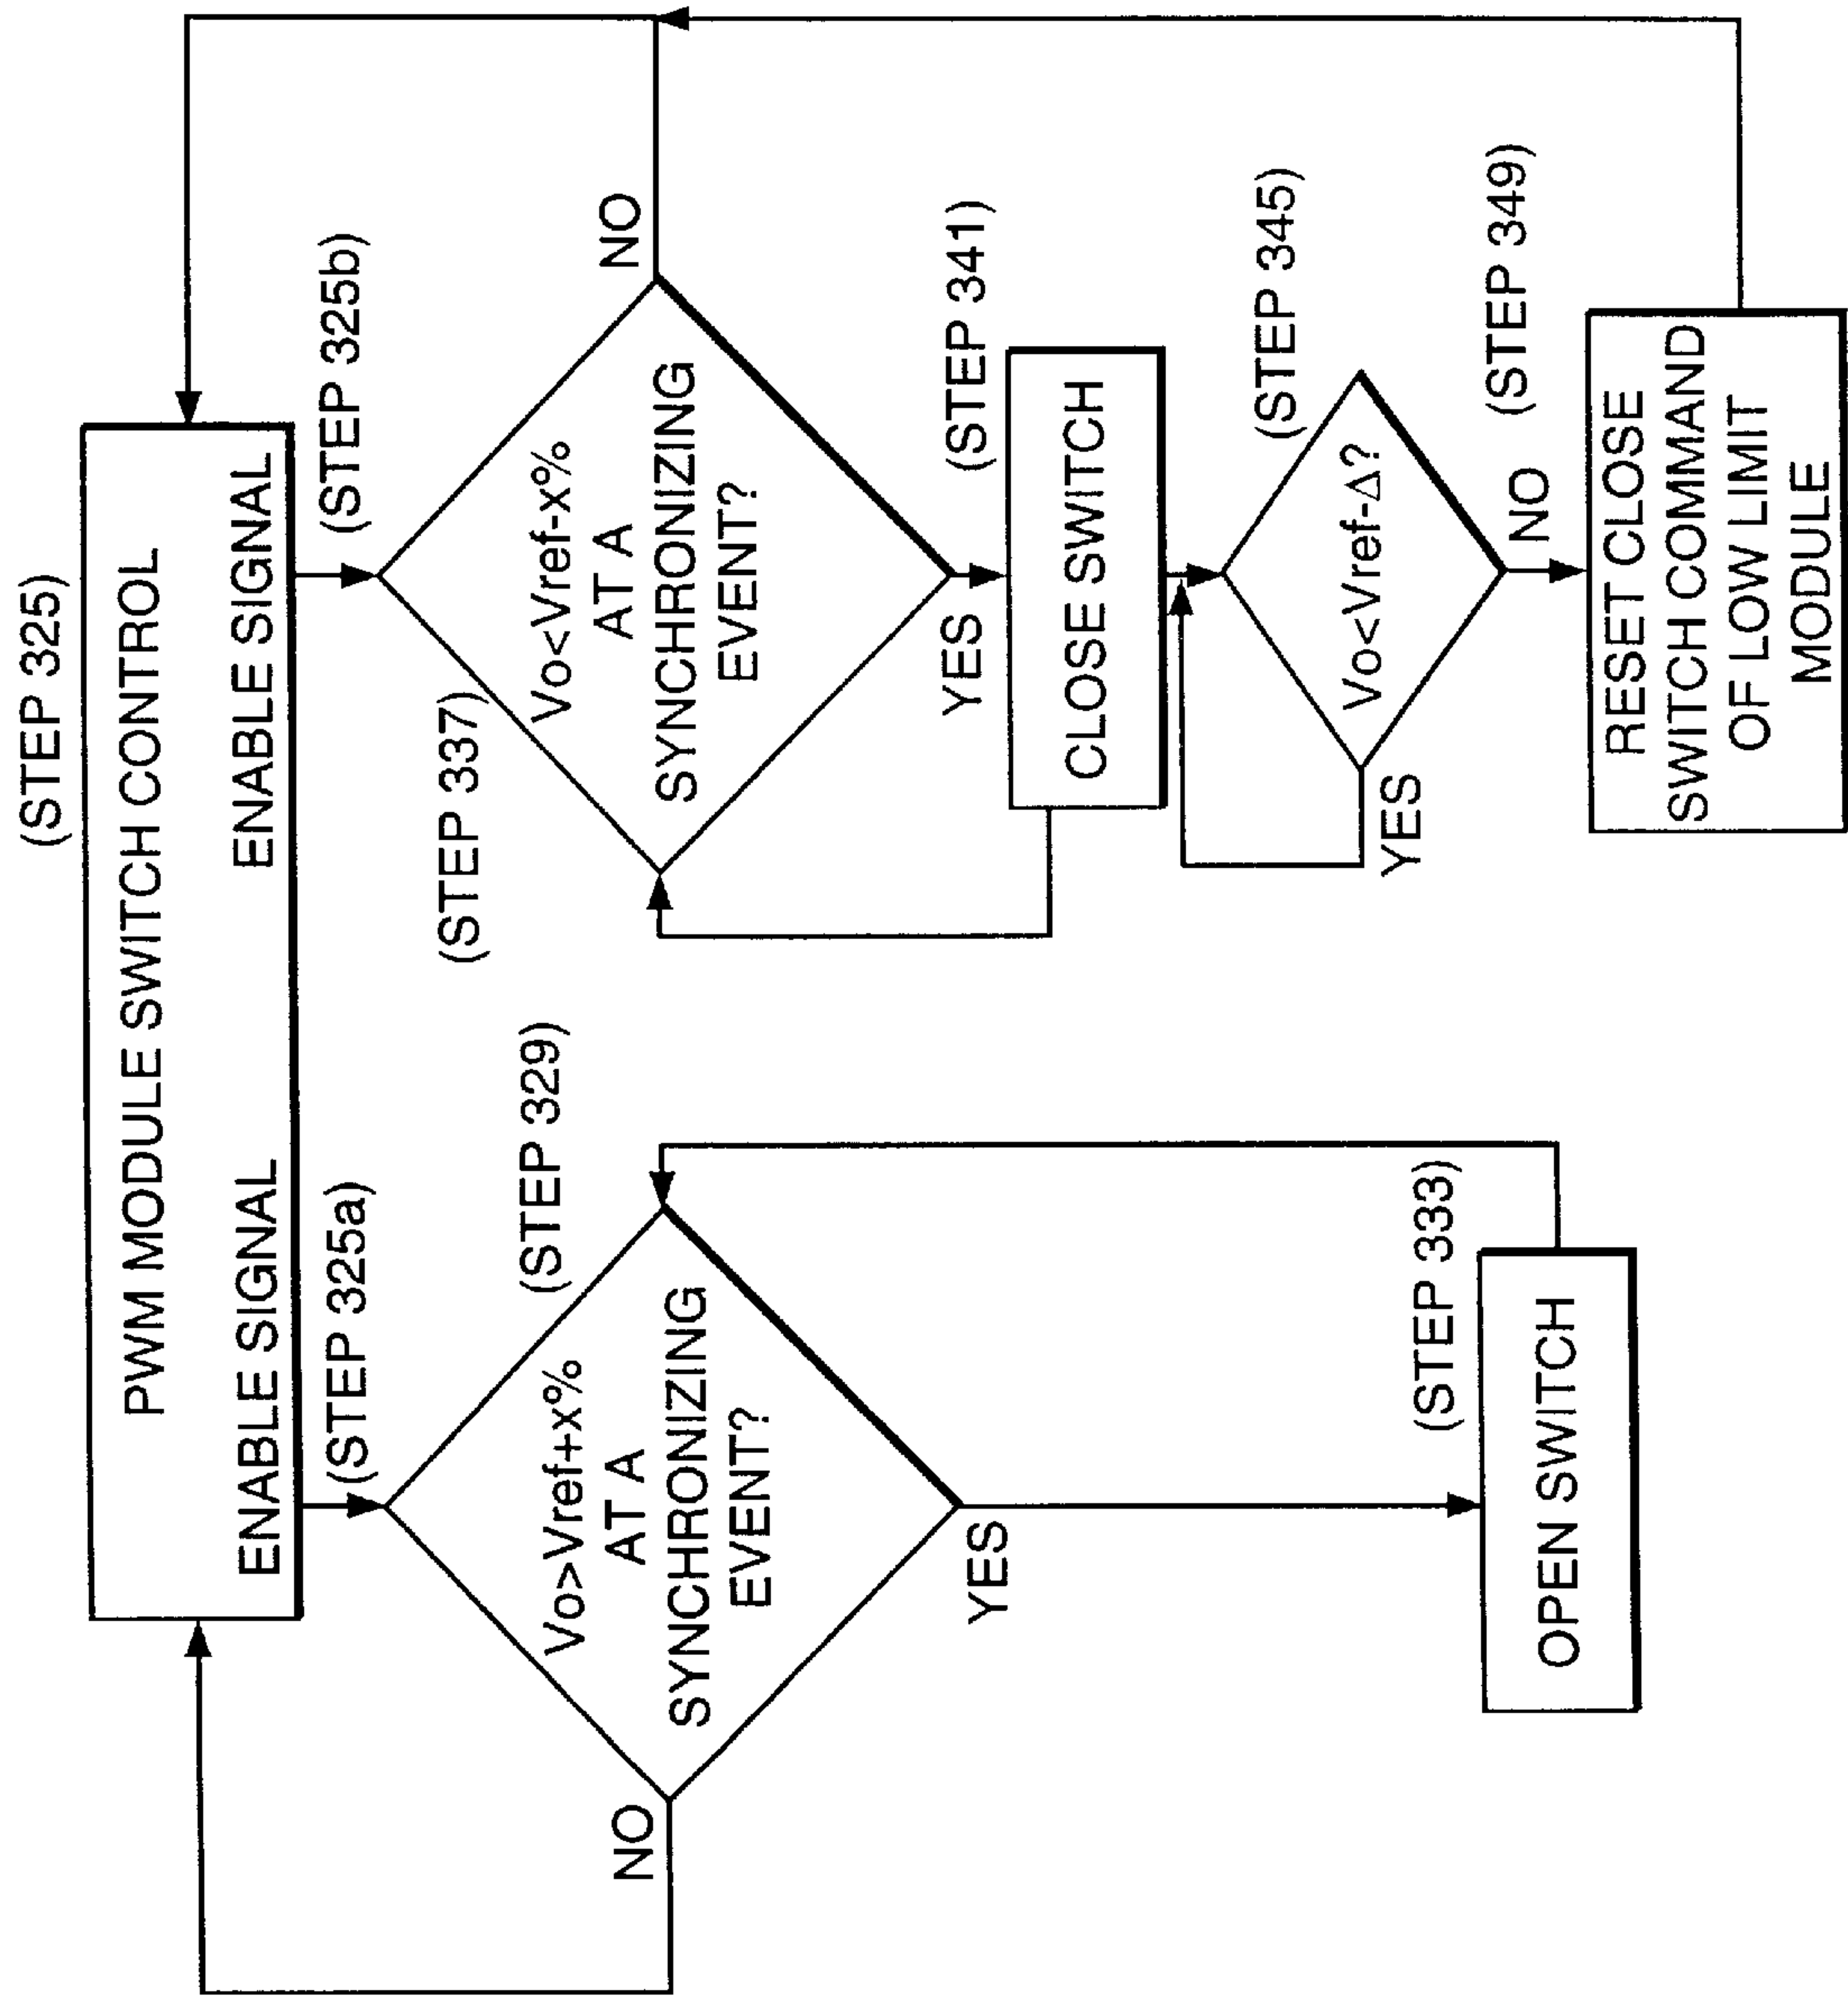 (STEP 325)
PWM MODULE SWITCH CONTROL
ENABLE SIGNAL
ENABLE SIGNAL
(STEP 325a)
(STEP 325b)
(STEP 329)
Vo>Vref+x%
AT A
SYNCHRONIZING
EVENT?
NO
YES
(STEP 333)
OPEN SWITCH
(STEP 337)
Vo<Vref-x%
AT A
SYNCHRONIZING
EVENT?
NO
YES
(STEP 341)
CLOSE SWITCH
(STEP 345)
Vo<Vref-Δ?
YES
NO
(STEP 349)
RESET CLOSE
SWITCH COMMAND
OF LOW LIMIT
MODULE